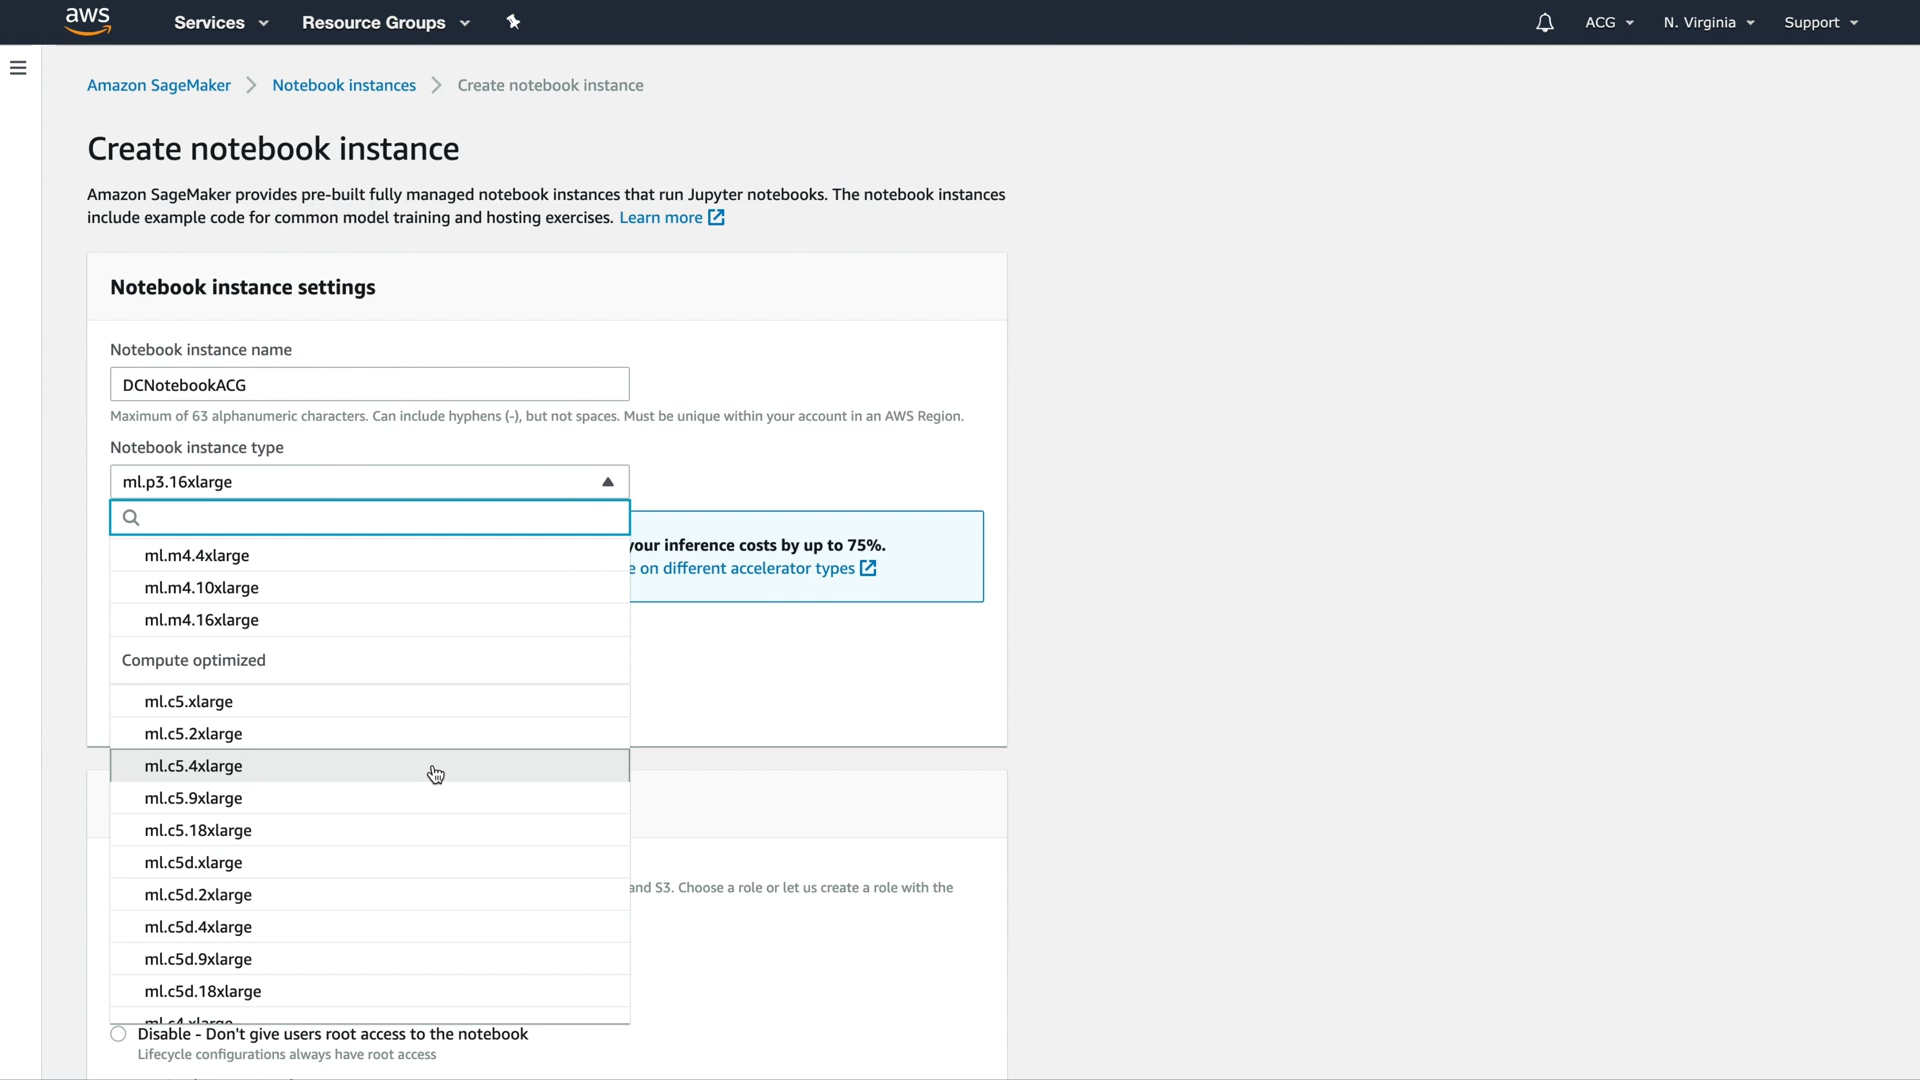 aws
Services
Resource Groups
ACG
N. Virginia
Support
Amazon SageMaker
Notebook instances
Create notebook instance
Create notebook instance
Amazon SageMaker provides pre-built fully managed notebook instances that run Jupyter notebooks. The notebook instances
include example code for common model training and hosting exercises. Learn more
Notebook instance settings
Notebook instance name
DCNotebookACG
Maximum of 63 alphanumeric characters. Can include hyphens (-), but not spaces. Must be unique within your account in an AWS Region.
Notebook instance type
ml.p3.16xlarge
your inference costs by up to 75%.
ml.m4.4xlarge
e on different accelerator types
ml.m4.10xlarge
ml.m4.16xlarge
Compute optimized
ml.c5.xlarge
ml.c5.2xlarge
ml.c5.4xlarge
ml.c5.9xlarge
ml.c5.18xlarge
ml.c5d.xlarge
and S3. Choose a role or let us create a role with the
ml.c5d.2xlarge
ml.c5d.4xlarge
ml.c5d.9xlarge
ml.c5d.18xlarge
ml.c4.xlarge
Disable - Don't give users root access to the notebook
Lifecycle configurations always have root access